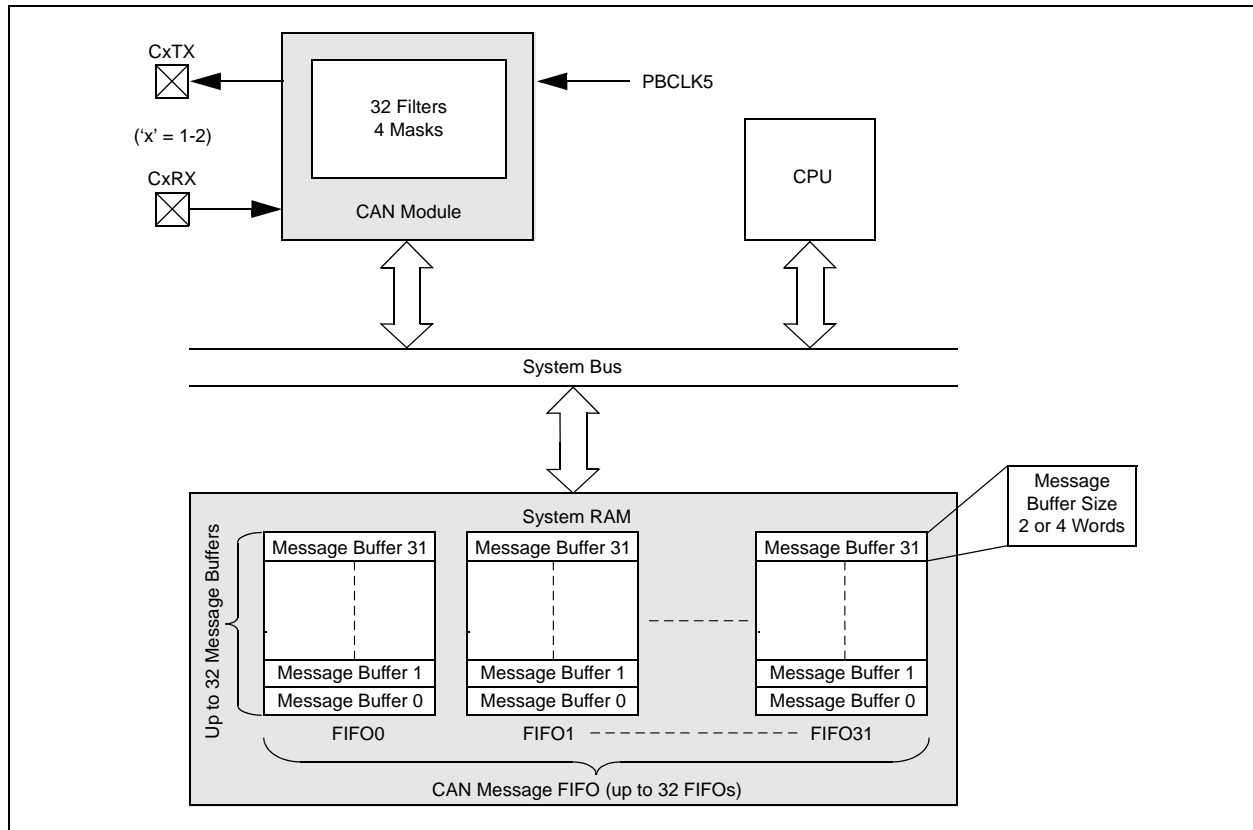 CxTX
PBCLK5
32 Filters
4 Masks
('x' = 1-2)
CxRX
CAN Module
CPU
System Bus
Message
Buffer Size
2 or 4 Words
System RAM
Up to 32 Message Buffers
Message Buffer 31
Message Buffer 31
Message Buffer 31
Message Buffer 1
Message Buffer 1
Message Buffer 1
Message Buffer 0
Message Buffer 0
Message Buffer 0
FIFO0
FIFO1
FIFO31
CAN Message FIFO (up to 32 FIFOs)